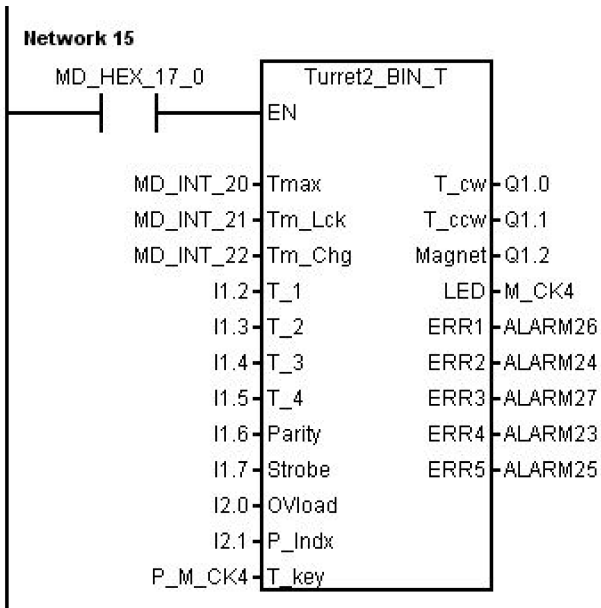 Network 15
MD_HEX_17_0 Turret2_BIN_T
EN
MD_INT_20 Tmax T_cw Q1.0
MD_INT_21 Tm_Lck T_ccw Q1.1
MD_INT_22 Tm_Chg Magnet Q1.2
I1.2 T_1 LED M_CK4
I1.3 T_2 ERR1 ALARM26
I1.4 T_3 ERR2 ALARM24
I1.5 T_4 ERR3 ALARM27
I1.6 Parity ERR4 ALARM23
I1.7 Strobe ERR5 ALARM25
I2.0 OVload
I2.1 P_Indx
P_M_CK4 T_key